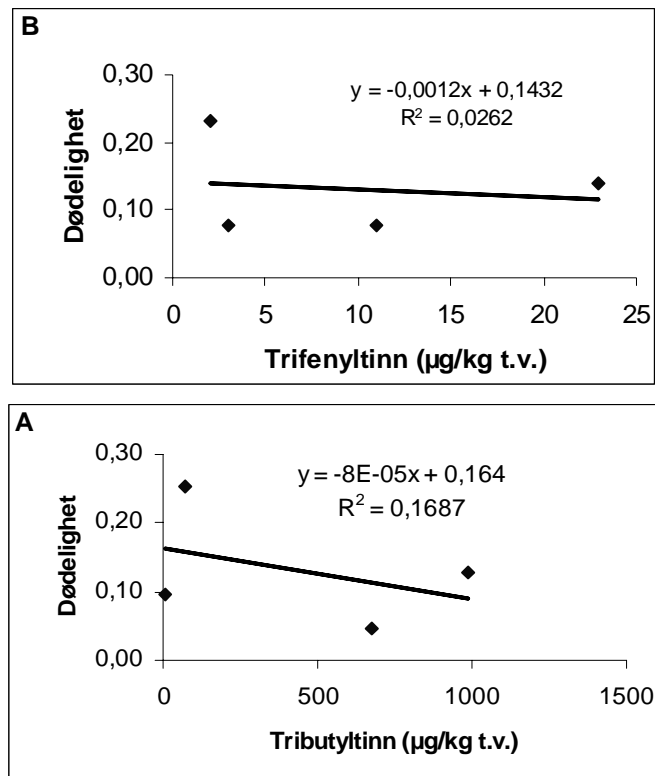 B
0,30
0,20
0,10
0,00
Dødelighet
y = -0,0012x + 0,1432
R² = 0,0262
0 5 10 15 20 25
Trifenyltinn (µg/kg t.v.)
A
0,30
0,20
0,10
0,00
Dødelighet
y = -8E-05x + 0,164
R² = 0,1687
0 500 1000 1500
Tributyltinn (µg/kg t.v.)